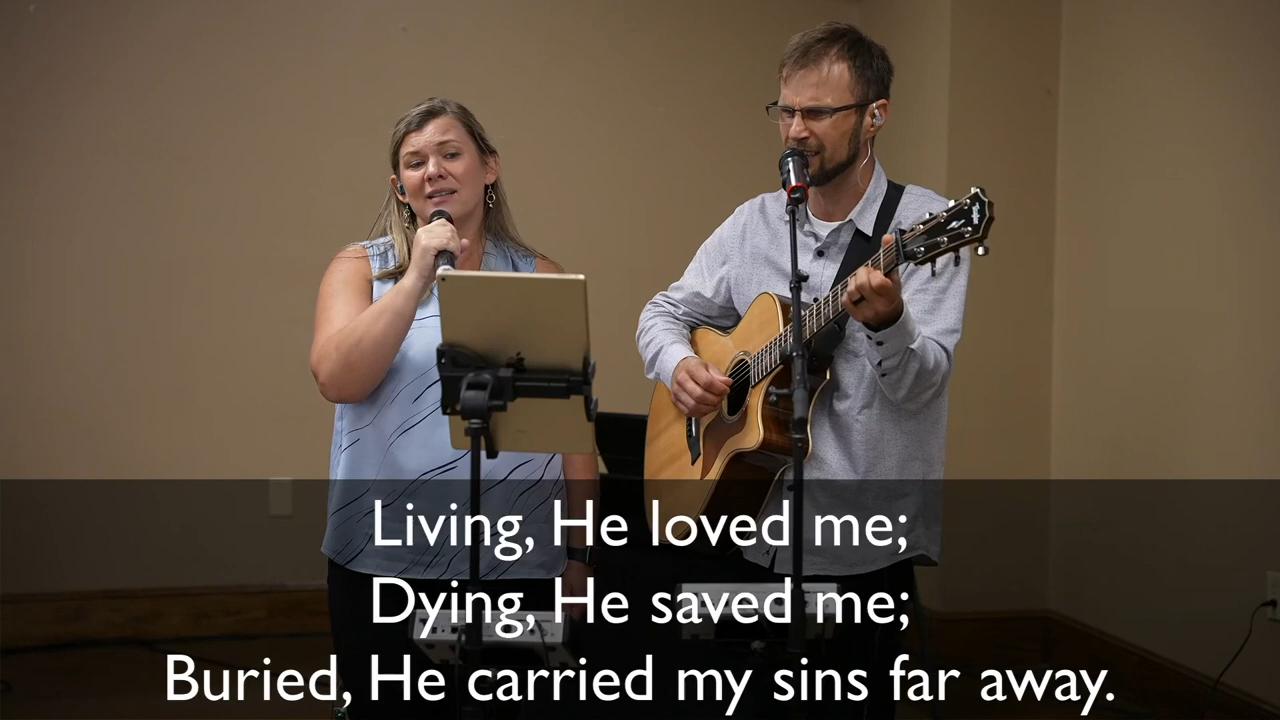 Living, He loved me;
Dying, He saved me;
Buried, He carried my sins far away.